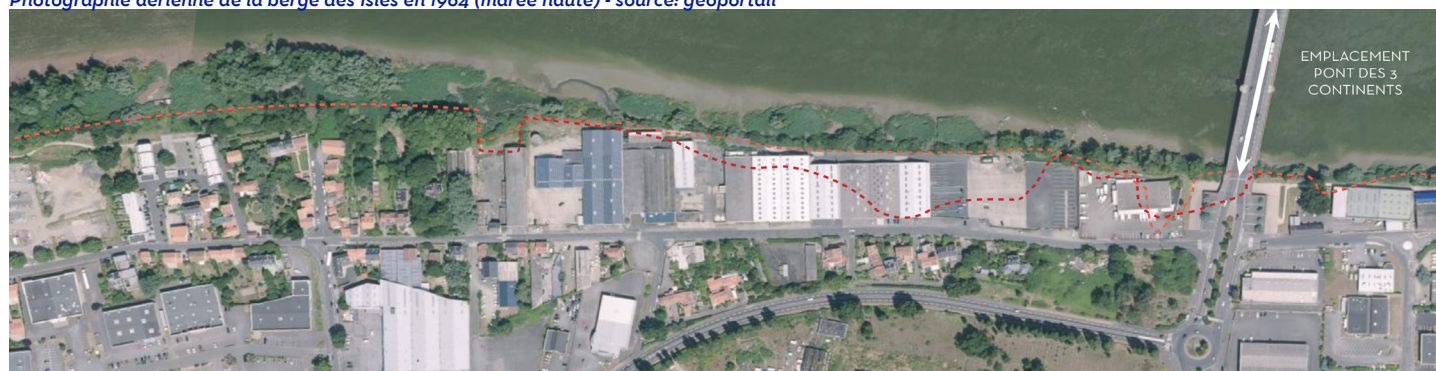 Photographie aérienne de la berge des Isles en 1964 (marée haute) - source: géoportail
EMPLACEMENT
PONT DES 3
CONTINENTS